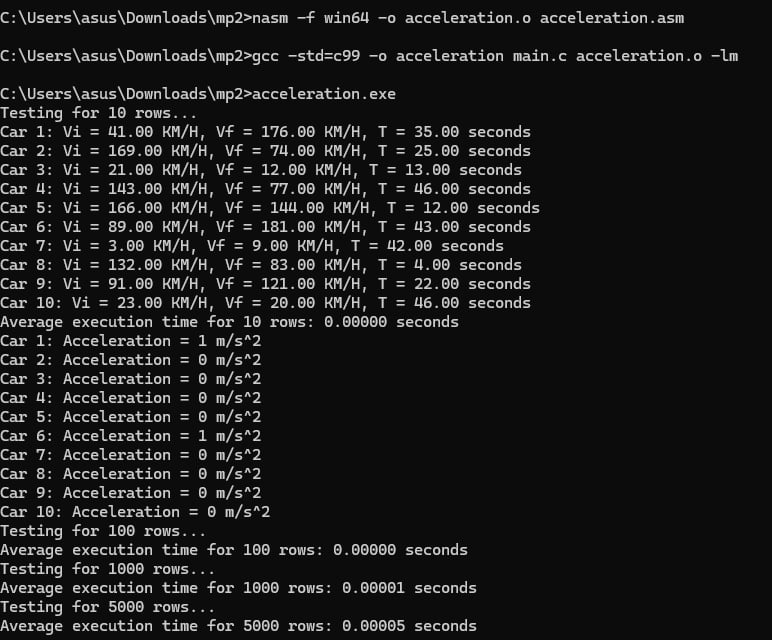 C:\Users\asus\Downloads\mp2>nasm -f win64 -o acceleration.o acceleration.asm
C:\Users\asus\Downloads\mp2>gcc -std=c99 -o acceleration main.c acceleration.o -lm
C:\Users\asus\Downloads\mp2>acceleration.exe
Testing for 10 rows...
Car 1: Vi = 41.00 KM/H, Vf = 176.00 KM/H, T = 35.00 seconds
Car 2: Vi = 169.00 KM/H, Vf = 74.00 KM/H, T = 25.00 seconds
Car 3: Vi = 21.00 KM/H, Vf = 12.00 KM/H, T = 13.00 seconds
Car 4: Vi = 143.00 KM/H, Vf = 77.00 KM/H, T = 46.00 seconds
Car 5: Vi = 166.00 KM/H, Vf = 144.00 KM/H, T = 12.00 seconds
Car 6: Vi = 89.00 KM/H, Vf = 181.00 KM/H, T = 43.00 seconds
Car 7: Vi = 3.00 KM/H, Vf = 9.00 KM/H, T = 42.00 seconds
Car 8: Vi = 132.00 KM/H, Vf = 83.00 KM/H, T = 4.00 seconds
Car 9: Vi = 91.00 KM/H, Vf = 121.00 KM/H, T = 22.00 seconds
Car 10: Vi = 23.00 KM/H, Vf = 20.00 KM/H, T = 46.00 seconds
Average execution time for 10 rows: 0.00000 seconds
Car 1: Acceleration = 1 m/s^2
Car 2: Acceleration = 0 m/s^2
Car 3: Acceleration = 0 m/s^2
Car 4: Acceleration = 0 m/s^2
Car 5: Acceleration = 0 m/s^2
Car 6: Acceleration = 1 m/s^2
Car 7: Acceleration = 0 m/s^2
Car 8: Acceleration = 0 m/s^2
Car 9: Acceleration = 0 m/s^2
Car 10: Acceleration = 0 m/s^2
Testing for 100 rows...
Average execution time for 100 rows: 0.00000 seconds
Testing for 1000 rows...
Average execution time for 1000 rows: 0.00001 seconds
Testing for 5000 rows...
Average execution time for 5000 rows: 0.00005 seconds